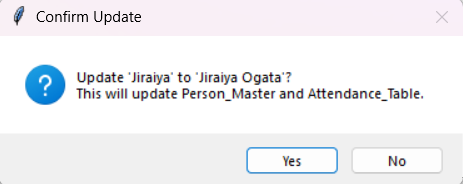 Confirm Update
Update 'Jiraiya' to 'Jiraiya Ogata'?
This will update Person_Master and Attendance_Table.
Yes
No